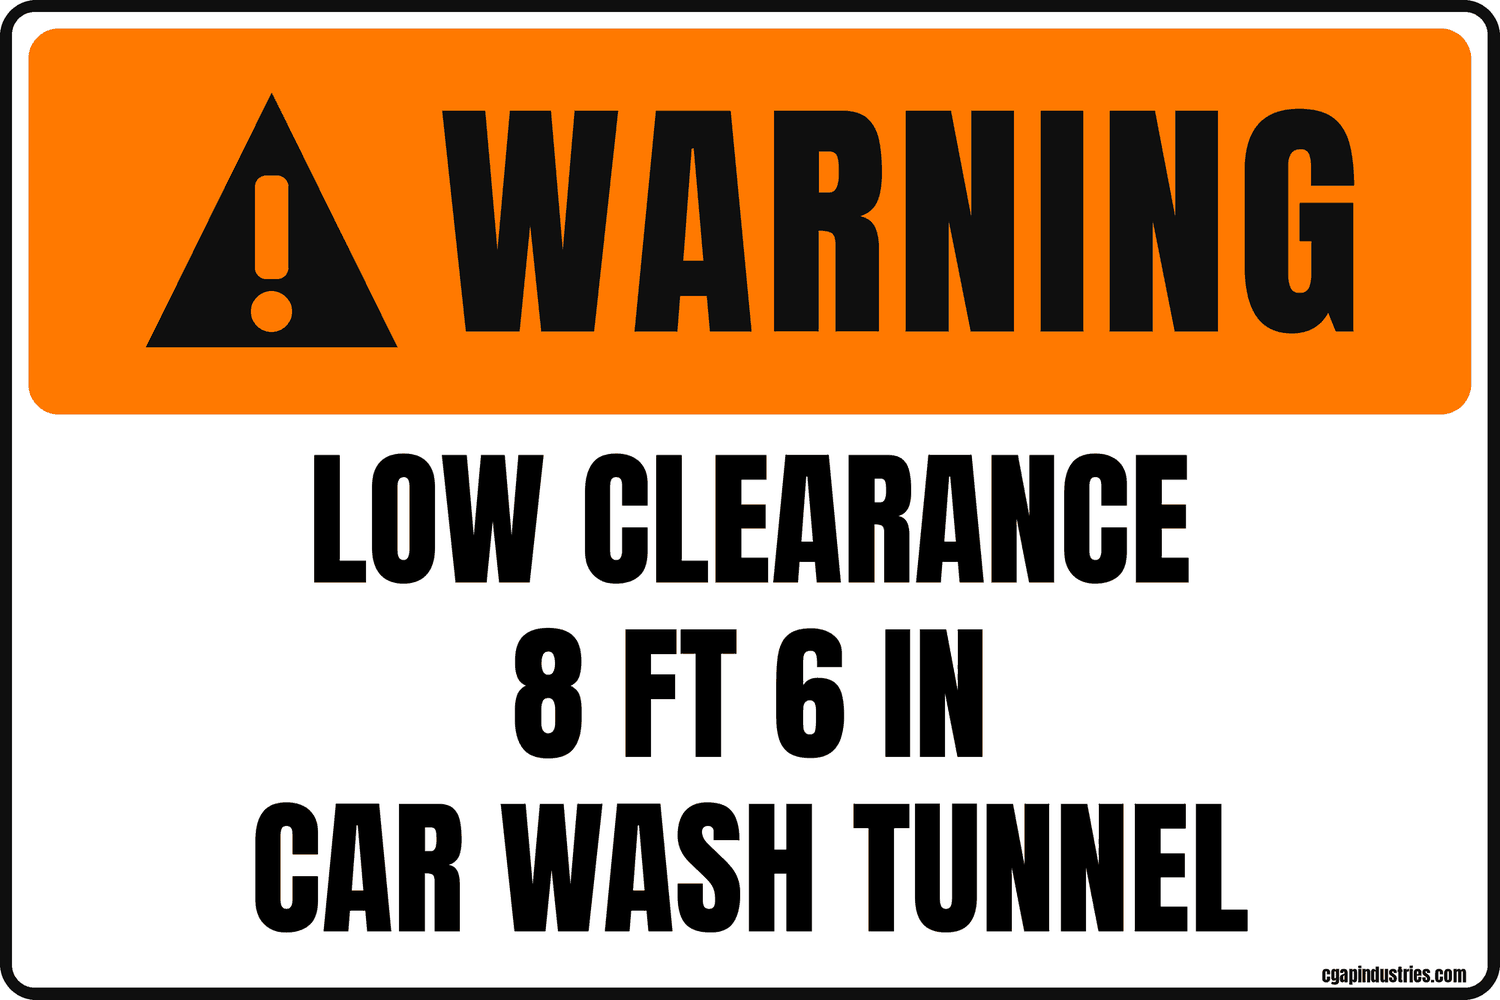 WARNING
LOW CLEARANCE
8 FT 6 IN
CAR WASH TUNNEL
cgapindustries.com